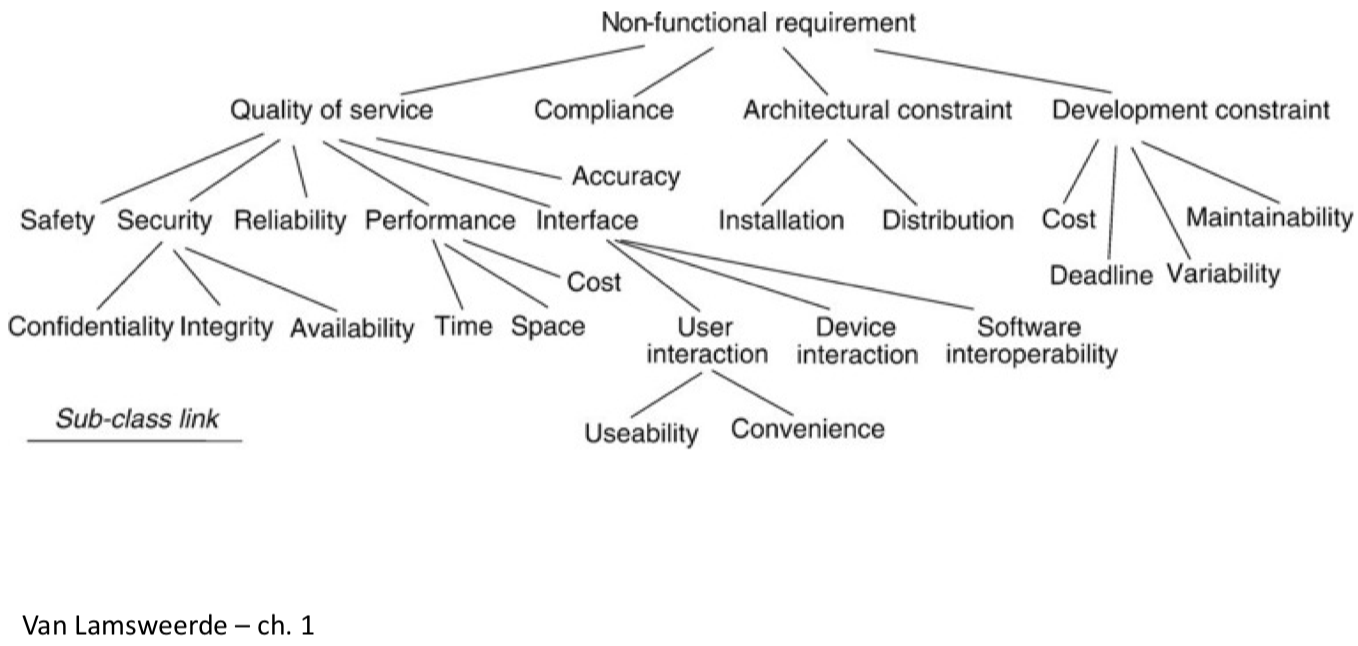 Non-functional requirement
Quality of service Compliance Architectural constraint Development constraint
Accuracy
Safety Security Reliability Performance Interface Installation Distribution Cost Maintainability
Deadline Variability
Cost
Confidentiality Integrity Availability Time Space User Device Software
interaction interaction interoperability
Sub-class link
Useability Convenience
Van Lamsweerde – ch. 1